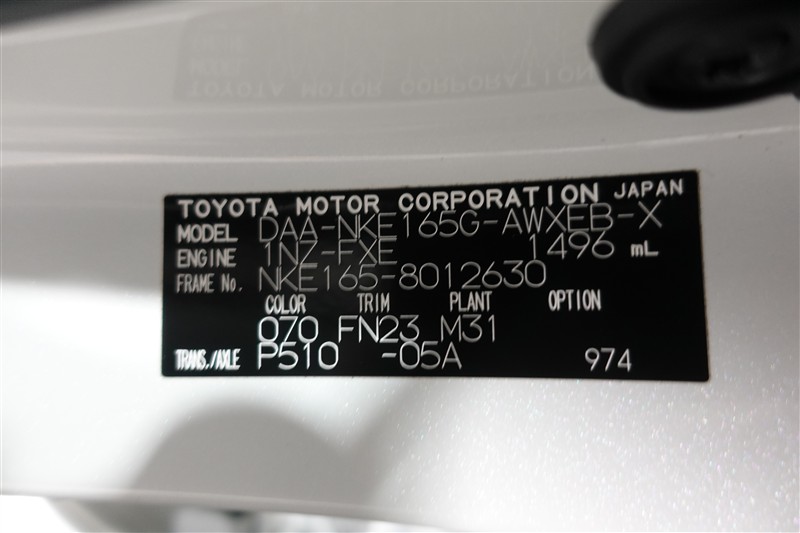 TOYOTA MOTOR CORPORATION JAPAN
MODEL DAA-NKE165G-AWXEB-X
ENGINE 1NZ-FXE 1496 mL
FRAME No. NKE165-8012630
COLOR TRIM PLANT OPTION
070 FN23 M31
TRANS./AXLE P510 -05A 974